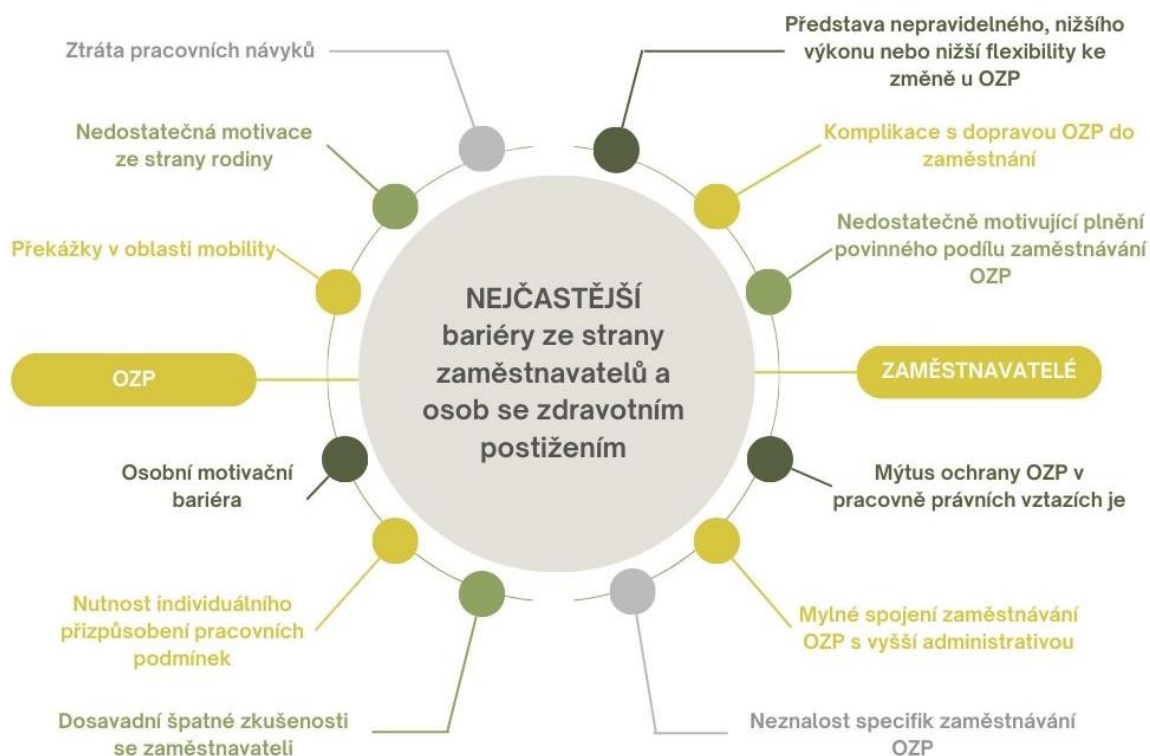 NEJČASTĚJŠÍ
bariéry ze strany
zaměstnavatelů a
osob se zdravotním
postižením
OZP
Ztráta pracovních návyků
Nedostatečná motivace
ze strany rodiny
Překážky v oblasti mobility
Osobní motivační
bariéra
Nutnost individuálního
přizpůsobení pracovních
podmínek
Dosavadní špatné zkušenosti
se zaměstnavateli
ZAMĚSTNAVATELÉ
Představa nepravidelného, nižšího
výkonu nebo nižší flexibility ke
změně u OZP
Komplikace s dopravou OZP do
zaměstnání
Nedostatečně motivující plnění
povinného podílu zaměstnávání
OZP
Mýtus ochrany OZP v
pracovně právních vztazích je
Mylné spojení zaměstnávání
OZP s vyšší administrativou
Neznalost specifik zaměstnávání
OZP